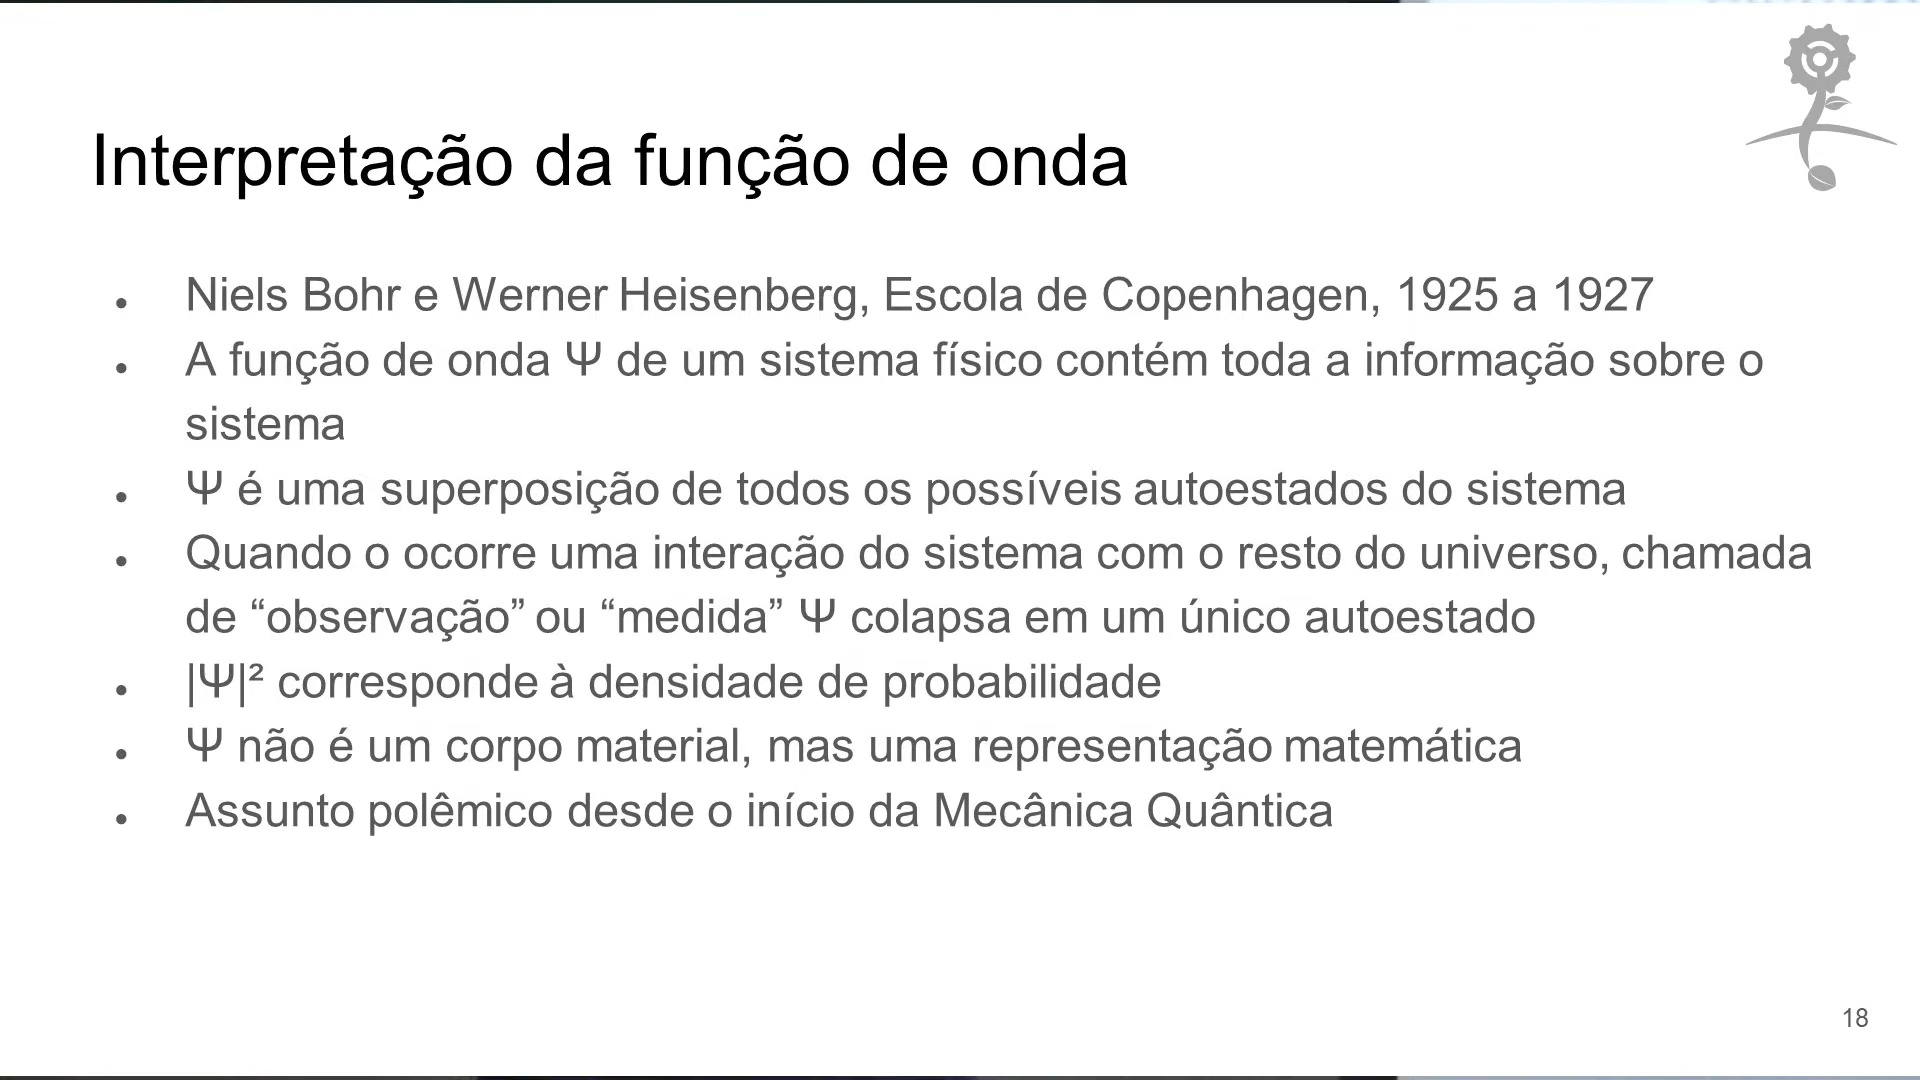 Interpretação da função de onda
● Niels Bohr e Werner Heisenberg, Escola de Copenhagen, 1925 a 1927
● A função de onda Ψ de um sistema físico contém toda a informação sobre o
sistema
● Ψ é uma superposição de todos os possíveis autoestados do sistema
● Quando o ocorre uma interação do sistema com o resto do universo, chamada
de “observação” ou “medida” Ψ colapsa em um único autoestado
● |Ψ|² corresponde à densidade de probabilidade
● Ψ não é um corpo material, mas uma representação matemática
● Assunto polêmico desde o início da Mecânica Quântica
18